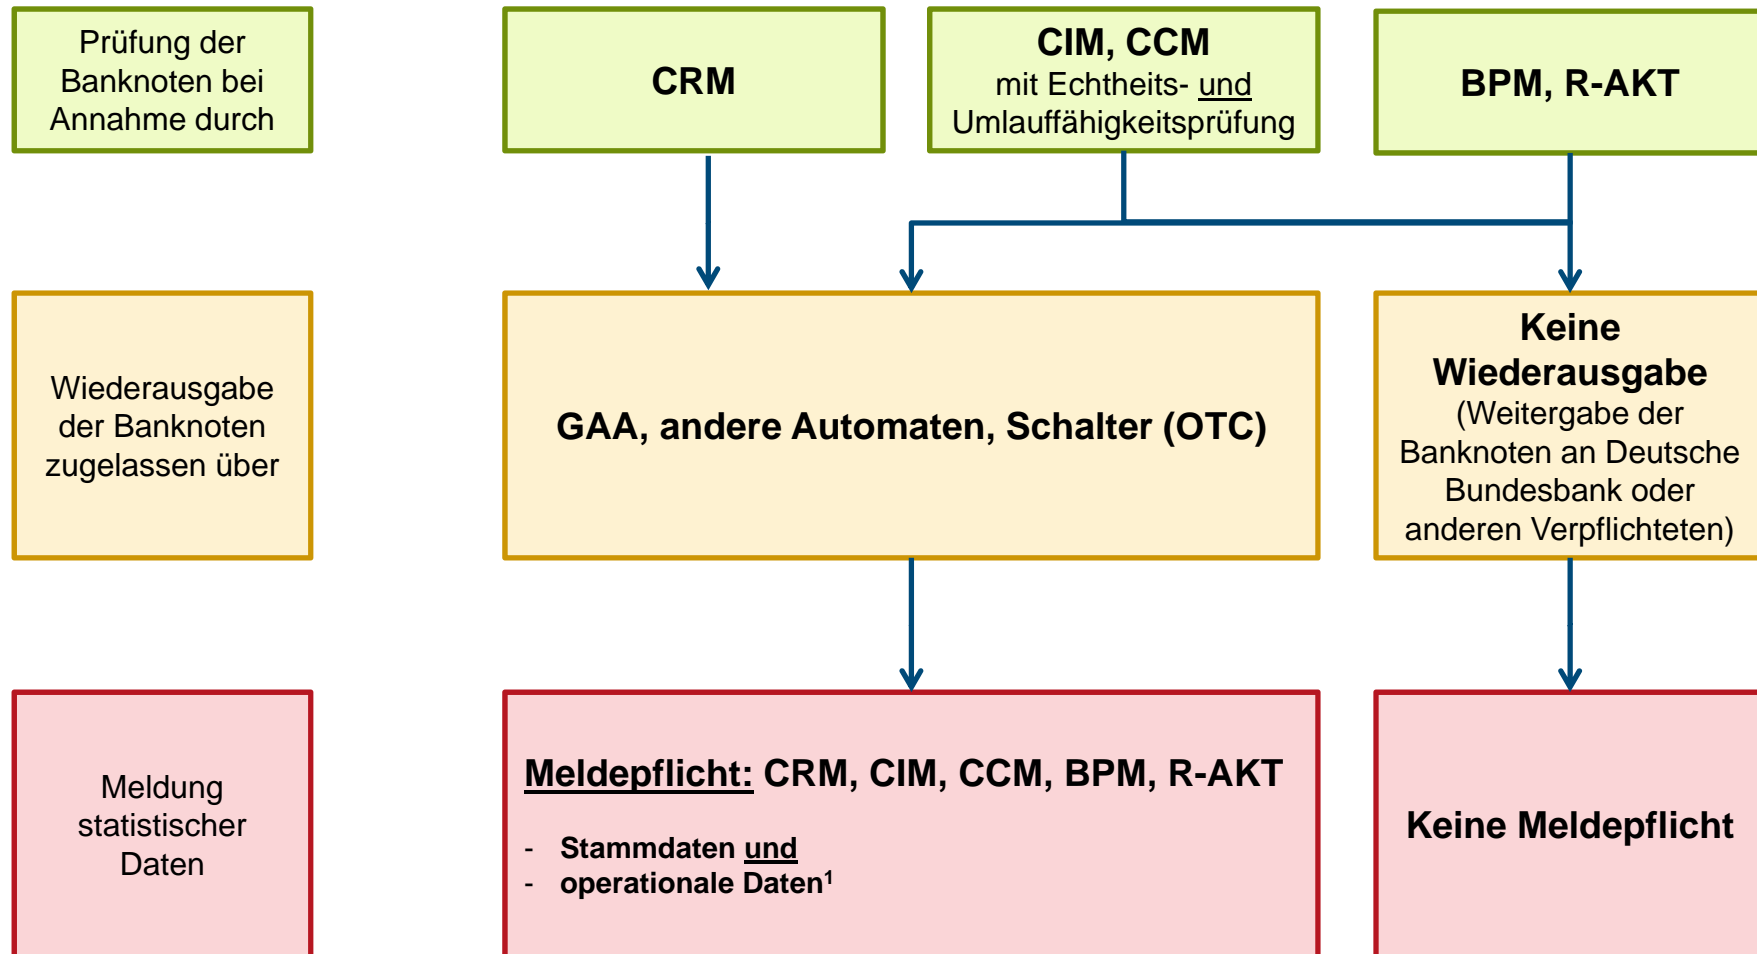 Prüfung der
Banknoten bei
Annahme durch
CRM
CIM, CCM
mit Echtheits- und
Umlauffähigkeitsprüfung
BPM, R-AKT
Wiederausgabe
der Banknoten
zugelassen über
GAA, andere Automaten, Schalter (OTC)
Keine
Wiederausgabe
(Weitergabe der
Banknoten an Deutsche
Bundesbank oder
anderen Verpflichteten)
Meldung
statistischer
Daten
Meldepflicht: CRM, CIM, CCM, BPM, R-AKT
- Stammdaten und
- operationale Daten¹
Keine Meldepflicht